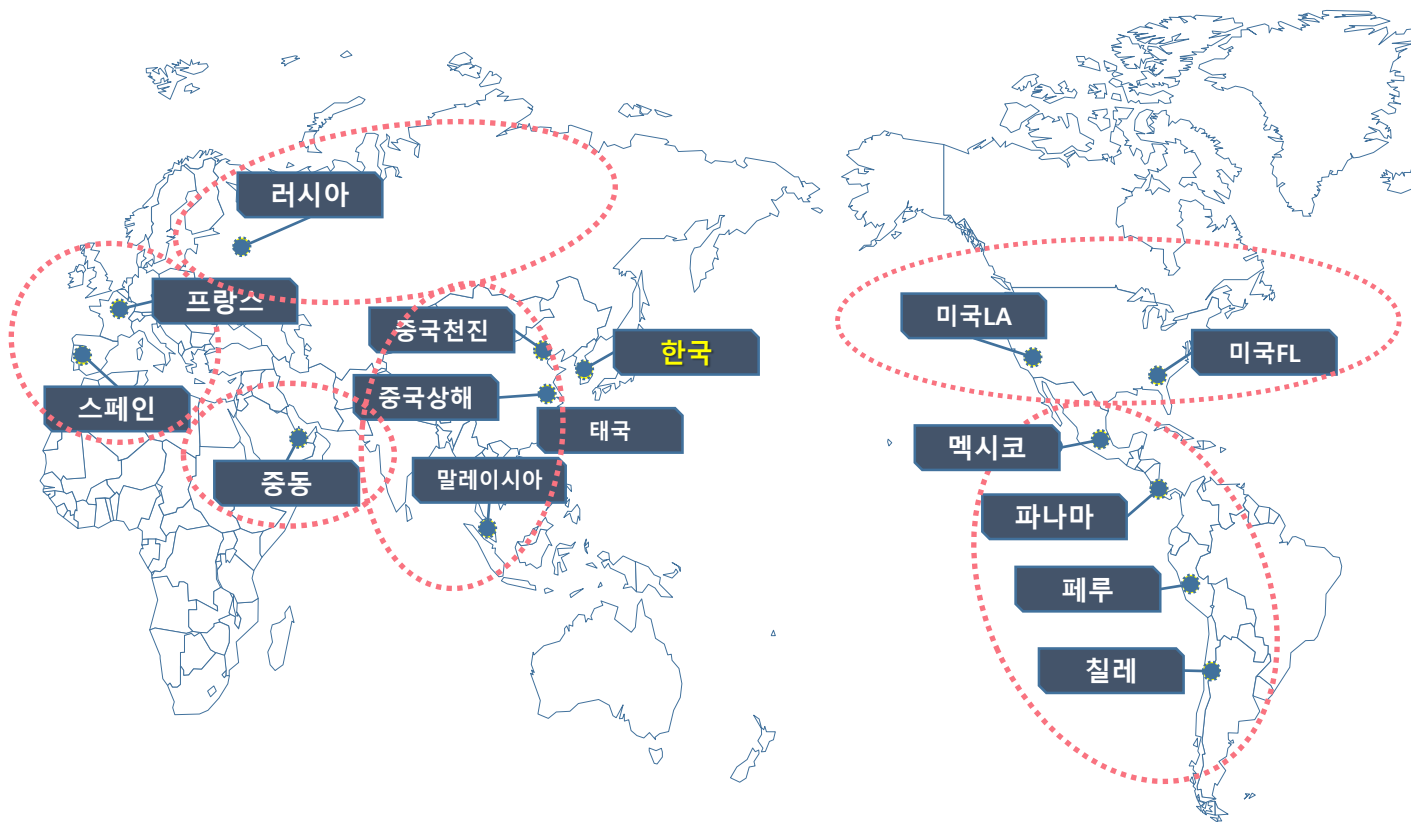 러시아
프랑스
스페인
중동
중국천진
중국상해
한국
태국
말레이시아
미국LA
미국FL
멕시코
파나마
페루
칠레